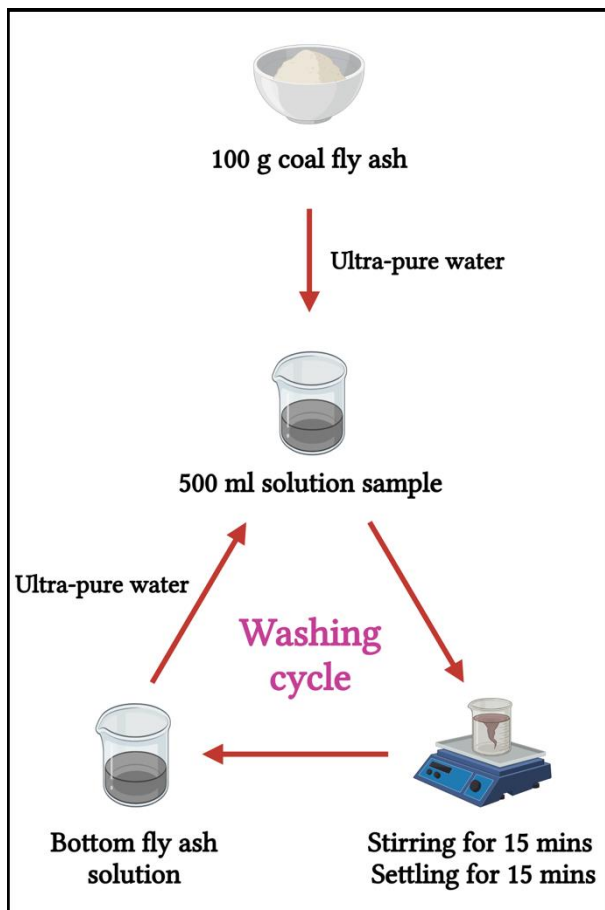 100 g coal fly ash
Ultra-pure water
500 ml solution sample
Ultra-pure water
Washing
cycle
Bottom fly ash
solution
Stirring for 15 mins
Settling for 15 mins